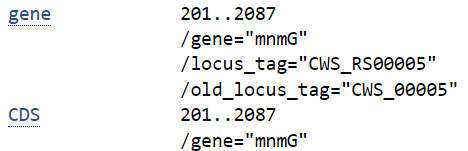 gene 201..2087
/gene="mnmG"
/locus_tag="CWS_RS00005"
/old_locus_tag="CWS_00005"
CDS 201..2087
/gene="mnmG"